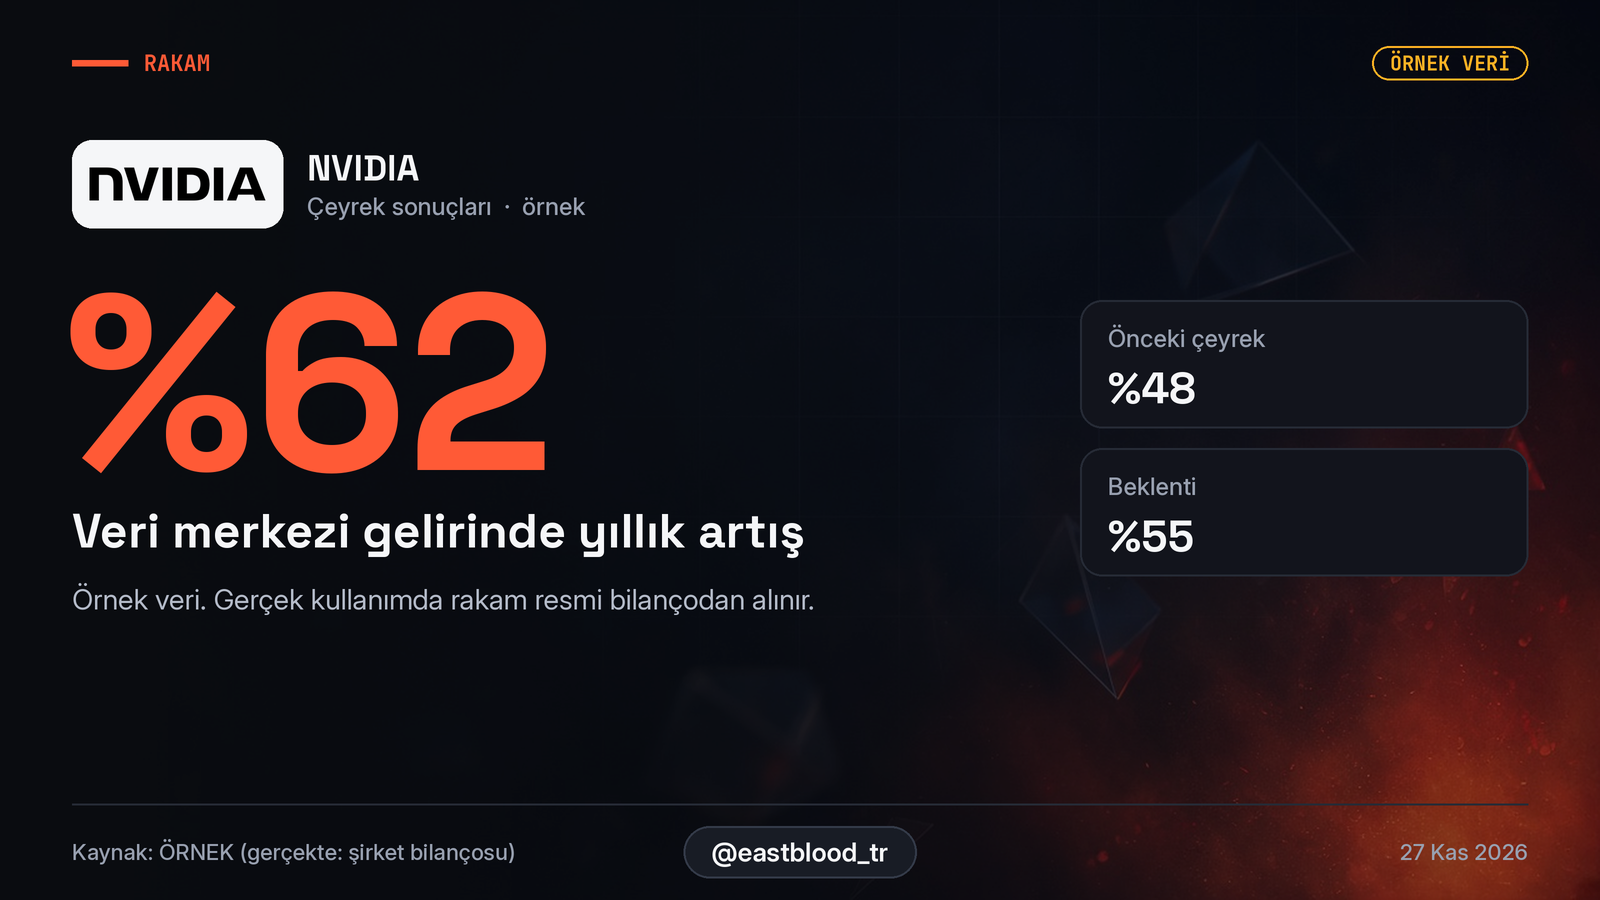 RAKAM
ÖRNEK VERİ
NVIDIA
NVIDIA
Çeyrek sonuçları · örnek
%62
Veri merkezi gelirinde yıllık artış
Örnek veri. Gerçek kullanımda rakam resmi bilançodan alınır.
Önceki çeyrek
%48
Beklenti
%55
Kaynak: ÖRNEK (gerçekte: şirket bilançosu)
@eastblood_tr
27 Kas 2026